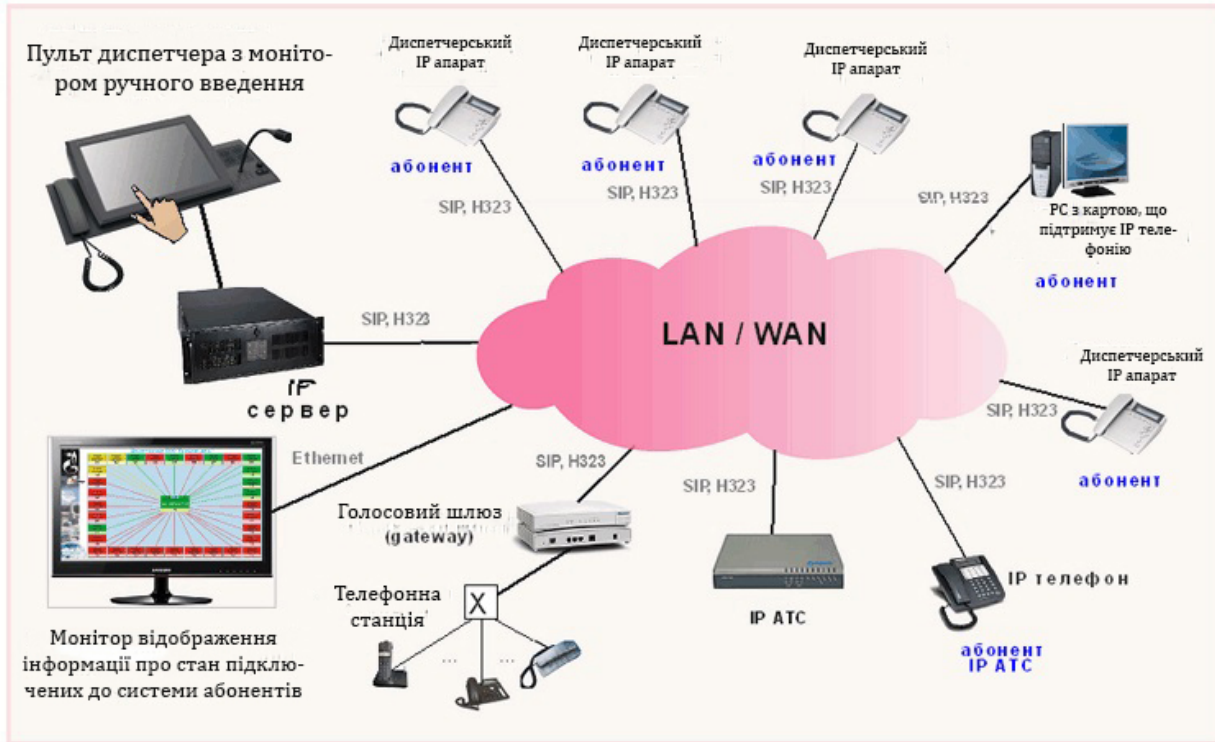 Пульт диспетчера з моніто-
ром ручного введення
Диспетчерський
IP апарат
абонент
SIP, H323
Диспетчерський
IP апарат
абонент
SIP, H323
Диспетчерський
IP апарат
абонент
SIP, H323
SIP, H323
PC з картою, що
підтримує IP теле-
фонію
абонент
SIP, H323
IP
сервер
LAN / WAN
Диспетчерський
IP апарат
SIP, H323
абонент
Ethernet
SIP, H323
Голосовий шлюз
(gateway)
SIP, H323
SIP, H323
Телефонна
станція
X
... ...
IP АТС
IP телефон
абонент
IP АТС
Монітор відображення
інформації про стан підклю-
чених до системи абонентів